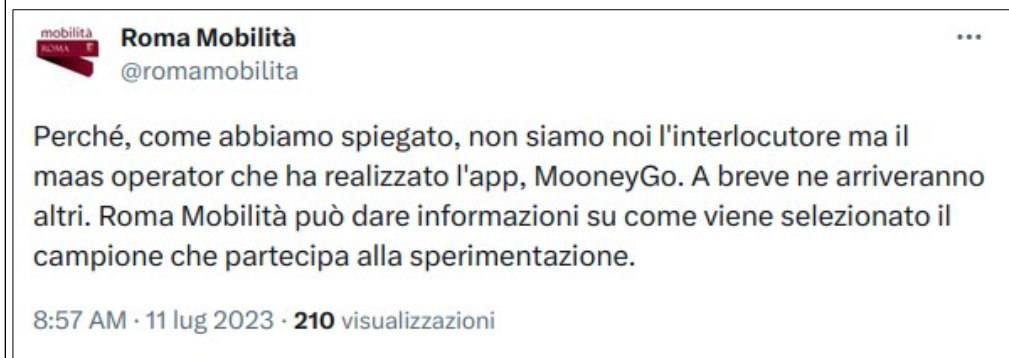 mobilità
ROMA
Roma Mobilità
@romamobilita
Perché, come abbiamo spiegato, non siamo noi l'interlocutore ma il
maas operator che ha realizzato l'app, MooneyGo. A breve ne arriveranno
altri. Roma Mobilità può dare informazioni su come viene selezionato il
campione che partecipa alla sperimentazione.
8:57 AM · 11 lug 2023 · 210 visualizzazioni